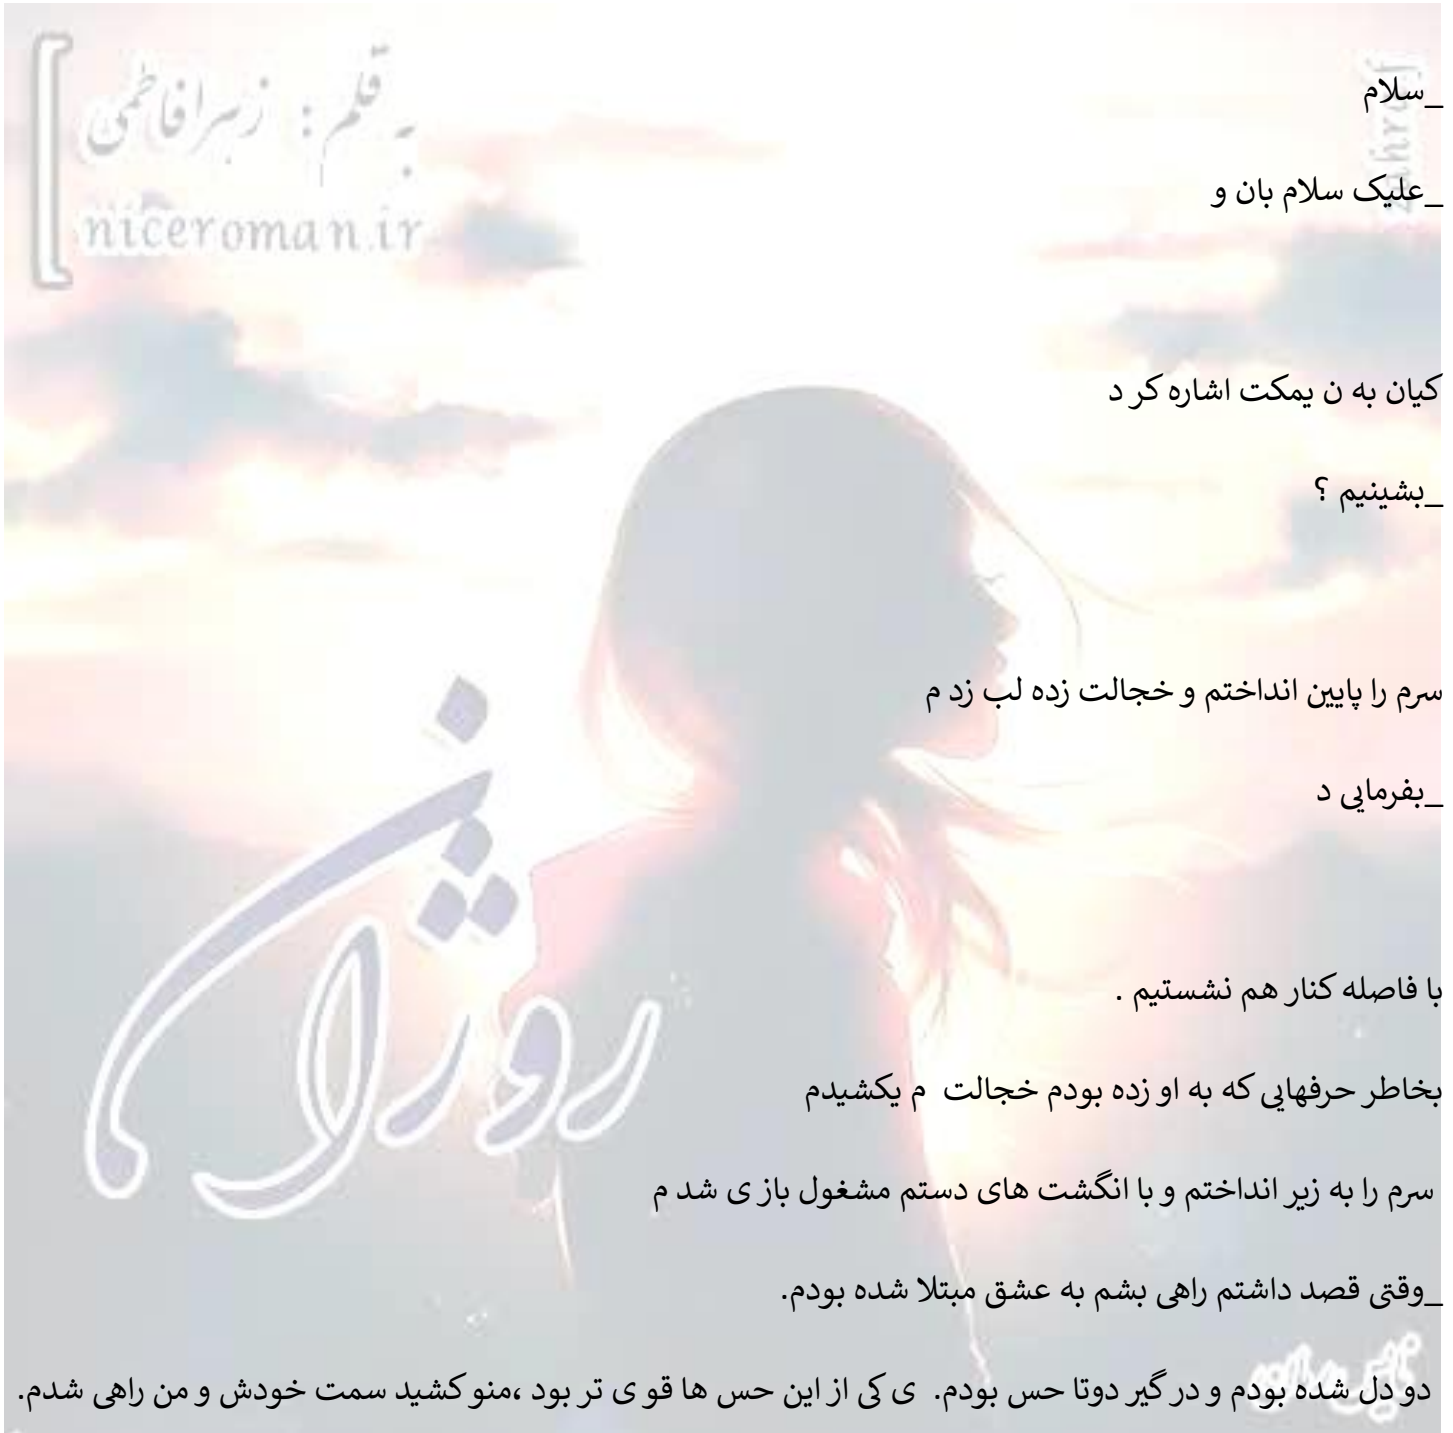 به قلم : زهرا فاطمی
niceroman.ir
_سلام
_علیک سلام بان و
کیان به ن یمکت اشاره کر د
_بشینیم ؟
سرم را پایین انداختم و خجالت زده لب زد م
_بفرمایی د
با فاصله کنار هم نشستیم .
بخاطر حرفهایی که به او زده بودم خجالت م یکشیدم
سرم را به زیر انداختم و با انگشت های دستم مشغول باز ی شد م
_وقتی قصد داشتم راهی بشم به عشق مبتلا شده بودم.
دو دل شده بودم و در گیر دوتا حس بودم. ی کی از این حس ها قو ی تر بود ،منو کشید سمت خودش و من راهی شدم.
روژان